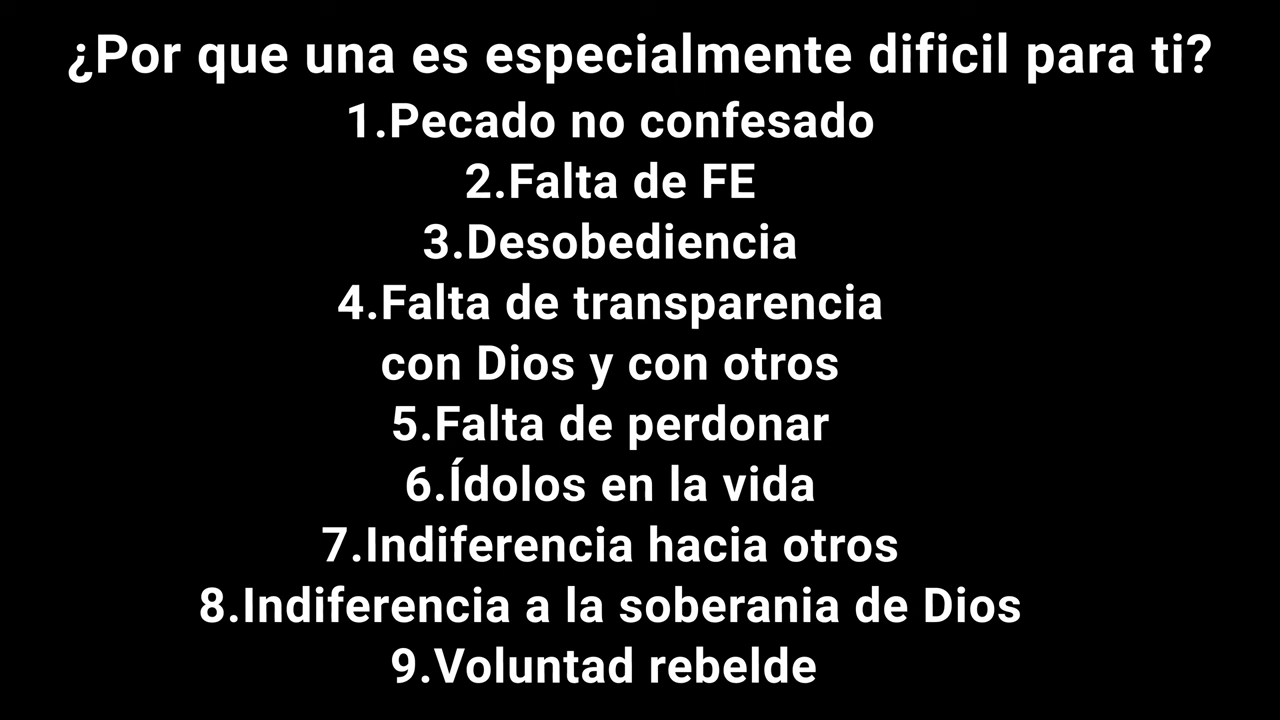 ¿Por que una es especialmente dificil para ti?
1.Pecado no confesado
2.Falta de FE
3.Desobediencia
4.Falta de transparencia
con Dios y con otros
5.Falta de perdonar
6.Ídolos en la vida
7.Indiferencia hacia otros
8.Indiferencia a la soberania de Dios
9.Voluntad rebelde